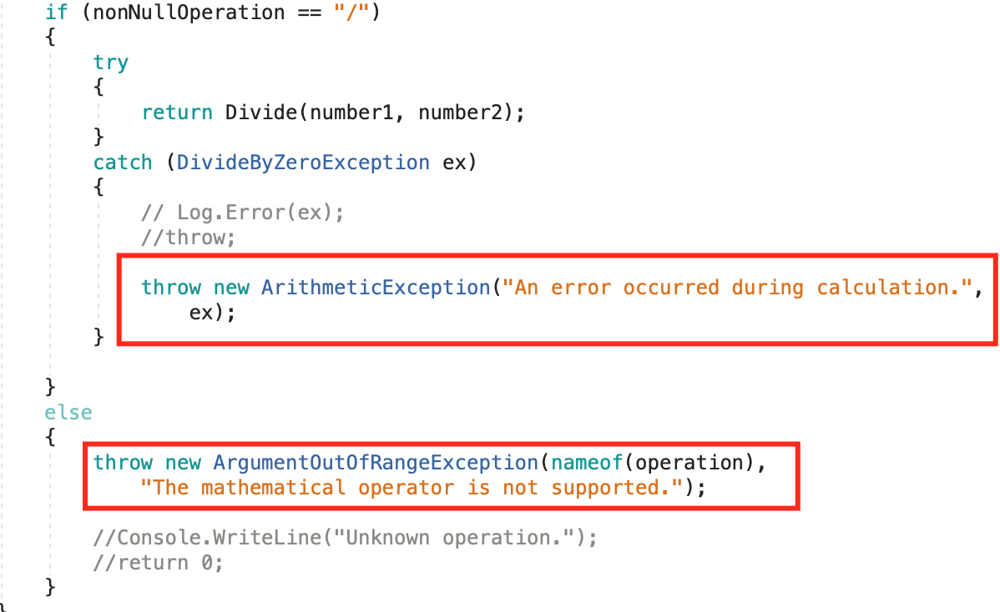 if (nonNullOperation == "/")
{
try
{
return Divide(number1, number2);
}
catch (DivideByZeroException ex)
{
// Log.Error(ex);
//throw;
throw new ArithmeticException("An error occurred during calculation.",
ex);
}
}
else
{
throw new ArgumentOutOfRangeException(nameof(operation),
"The mathematical operator is not supported.");
//Console.WriteLine("Unknown operation.");
//return 0;
}
}